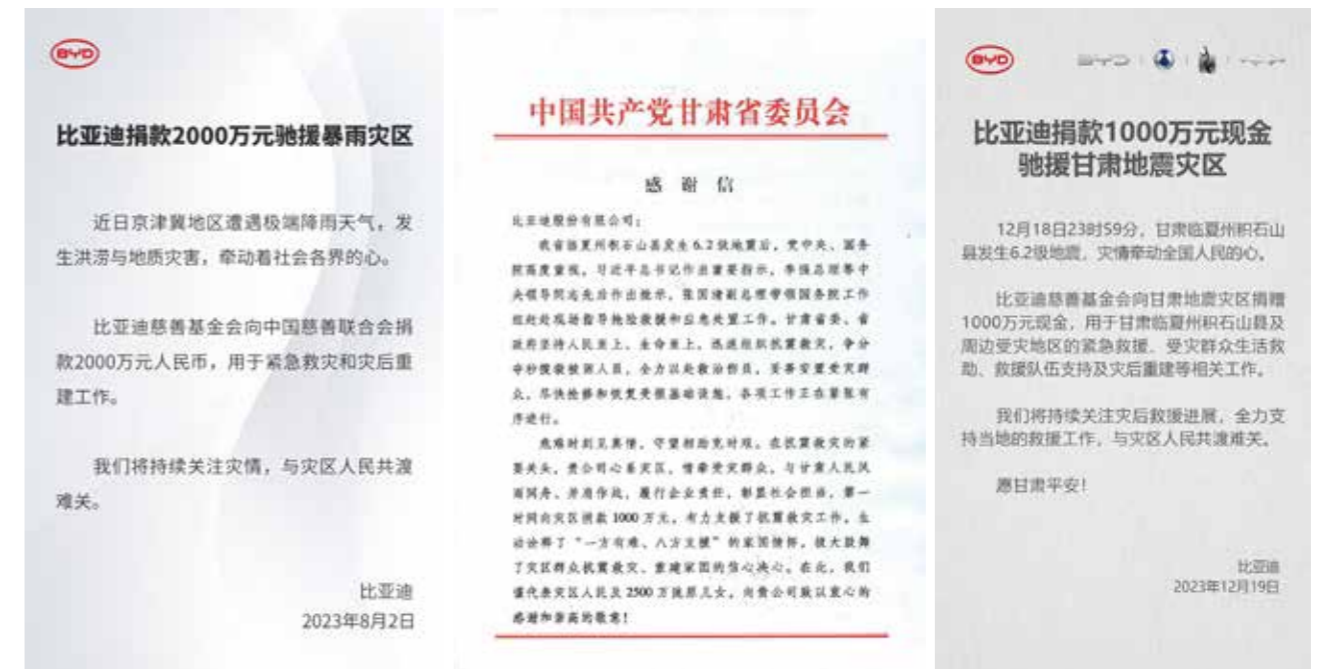 BYD
比亚迪捐款2000万元驰援暴雨灾区
近日京津冀地区遭遇极端降雨天气，发
生洪涝与地质灾害，牵动着社会各界的心。
比亚迪慈善基金会向中国慈善联合会捐
款2000万元人民币，用于紧急救灾和灾后重
建工作。
我们将持续关注灾情，与灾区人民共渡
难关。
比亚迪
2023年8月2日
中国共产党甘肃省委员会
感谢信
比亚迪股份有限公司：
我省临夏州积石山县发生6.2级地震后，党中央、国务
院高度重视，习近平总书记作出重要指示，李强总理等中
央领导同志先后作出批示，张国清副总理带领国务院工作
组赴现场指导抢险救援和应急处置工作。甘肃省委、省
政府坚持人民至上、生命至上，迅速组织抗震救灾，争分
夺秒搜救被困人员，全力以赴救治伤员，妥善安置受灾群
众，尽快抢修和恢复受损基础设施，各项工作正在紧张有
序进行。
危难时刻见真情，守望相助克时艰。在抗震救灾的紧
要关头，贵公司心系灾区，情牵受灾群众，与甘肃人民风
雨同舟、并肩作战，履行企业责任，彰显社会担当，第一
时间向灾区捐款1000万元，有力支援了抗震救灾工作，生
动诠释了“一方有难、八方支援”的家国情怀，极大鼓舞
了灾区群众抗震救灾、重建家园的信心决心。在此，我们
谨代表灾区人民及2500万陇原儿女，向贵公司致以衷心的
感谢和崇高的敬意！
BYD
BYD
比亚迪捐款1000万元现金
驰援甘肃地震灾区
12月18日23时59分，甘肃临夏州积石山
县发生6.2级地震，灾情牵动全国人民的心。
比亚迪慈善基金会向甘肃地震灾区捐赠
1000万元现金，用于甘肃临夏州积石山县及
周边受灾地区的紧急救援、受灾群众生活救
助、救援队伍支持及灾后重建等相关工作。
我们将持续关注灾后救援进展，全力支
持当地的救援工作，与灾区人民共渡难关。
愿甘肃平安！
比亚迪
2023年12月19日